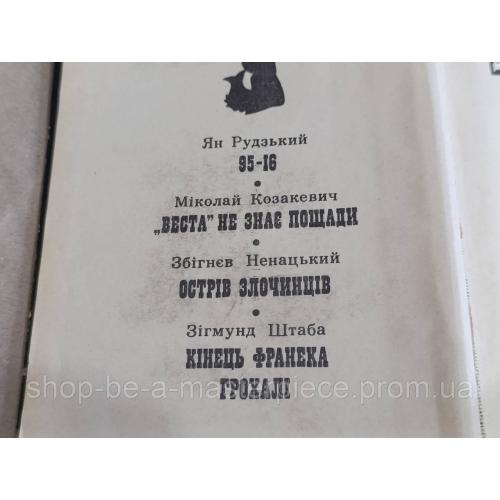 Ян Рудзький
95-16
•
Міколай Козакевич
„ВЕСТА" НЕ ЗНАЄ ПОЩАДИ
•
Збігнєв Ненацький
ОСТРІВ ЗЛОЧИНЦІВ
•
Зігмунд Штаба
КІНЕЦЬ ФРАНЕКА
ГРОХАЛІ
shop-be-a-masterpiece.prom.ua